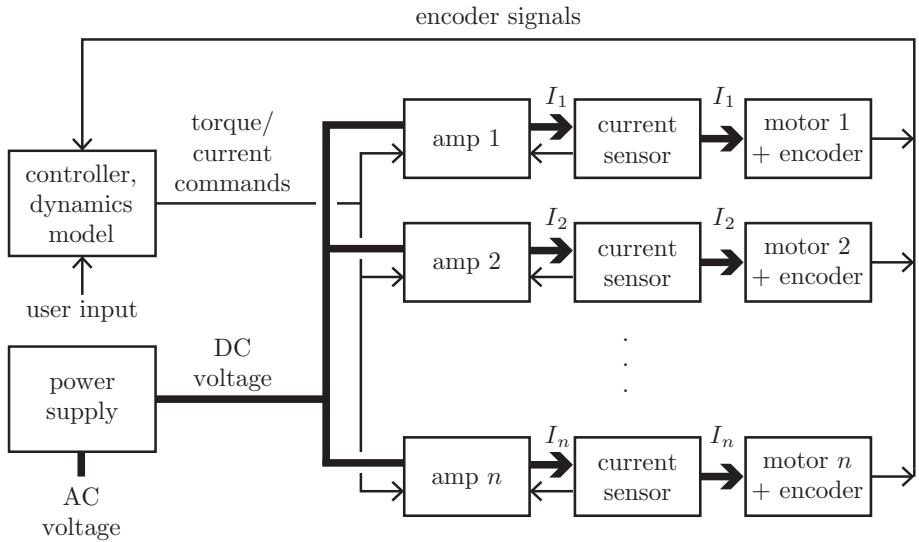 encoder signals
torque/
current
commands
controller,
dynamics
model
user input
power
supply
AC
voltage
DC
voltage
amp 1
I1
current
sensor
I1
motor 1
+ encoder
amp 2
I2
current
sensor
I2
motor 2
+ encoder
.
.
.
amp n
In
current
sensor
In
motor n
+ encoder